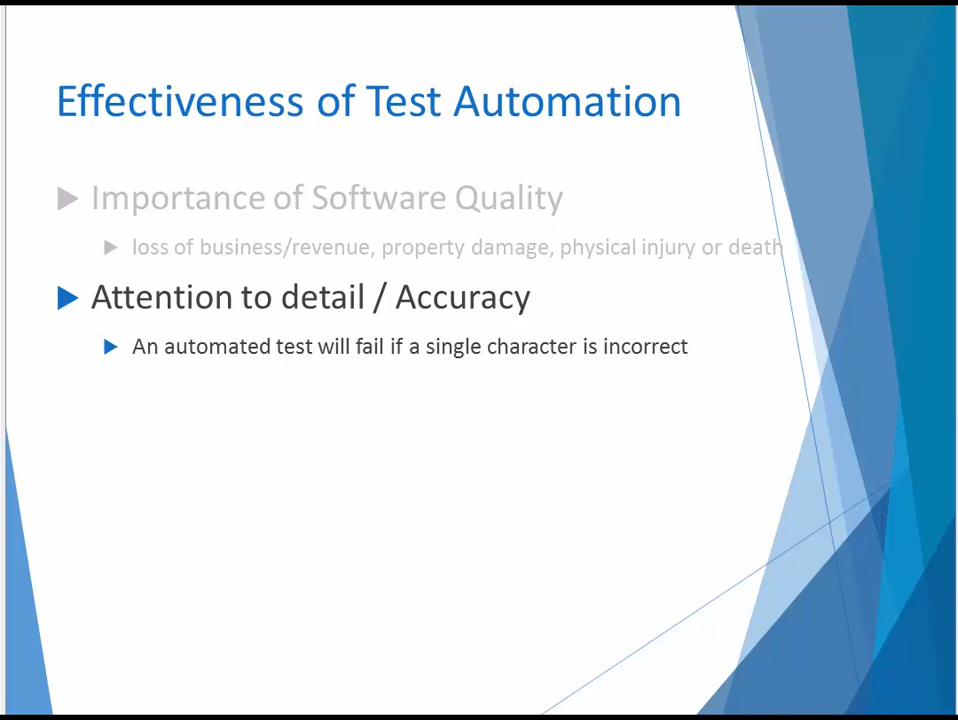 Effectiveness of Test Automation
Importance of Software Quality
loss of business/revenue, property damage, physical injury or death
Attention to detail / Accuracy
An automated test will fail if a single character is incorrect